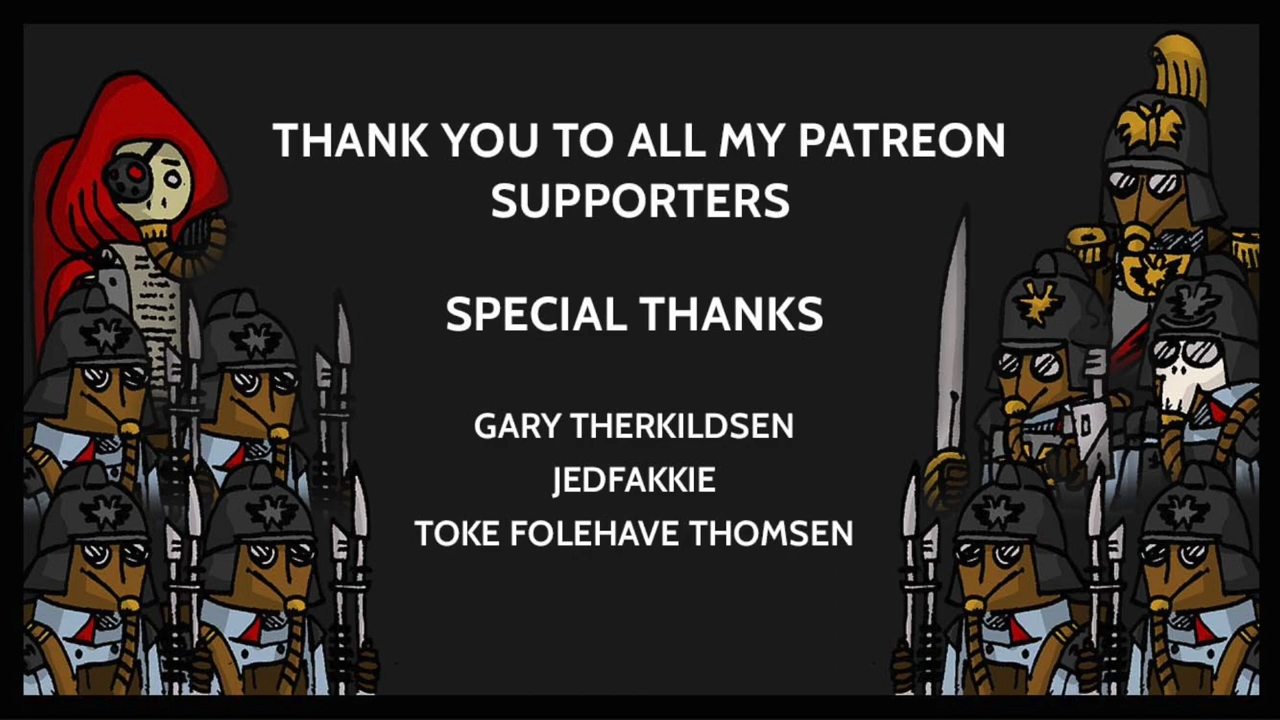 THANK YOU TO ALL MY PATREON
SUPPORTERS
SPECIAL THANKS
GARY THERKILDSEN
JEDFAKKIE
TOKE FOLEHAVE THOMSEN